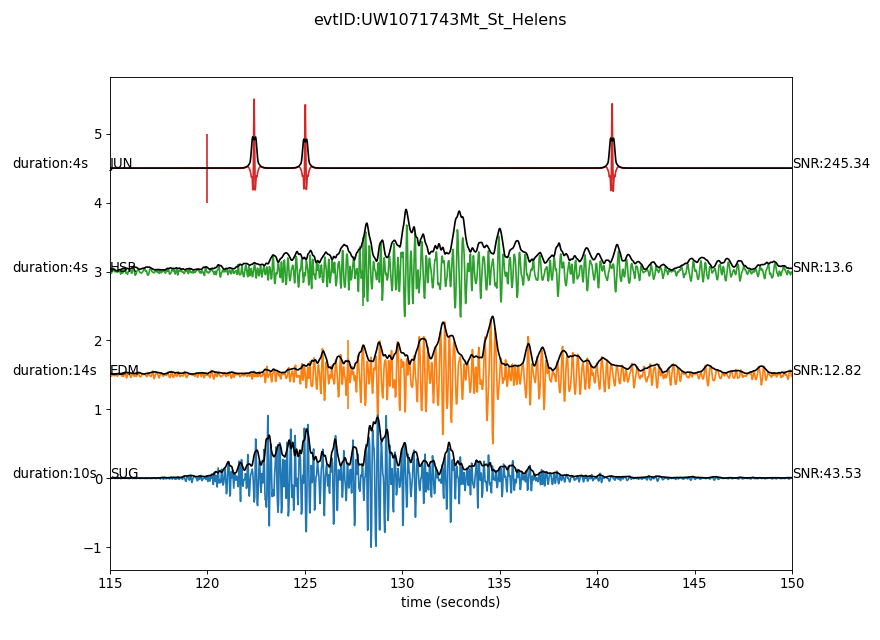 evtID:UW1071743Mt_St_Helens
5
duration:4s JUN SNR:245.34
4
duration:4s HSR SNR:13.6
3
2
duration:14s EDM SNR:12.82
1
duration:10s SUG SNR:43.53
0
−1
115 120 125 130 135 140 145 150
time (seconds)